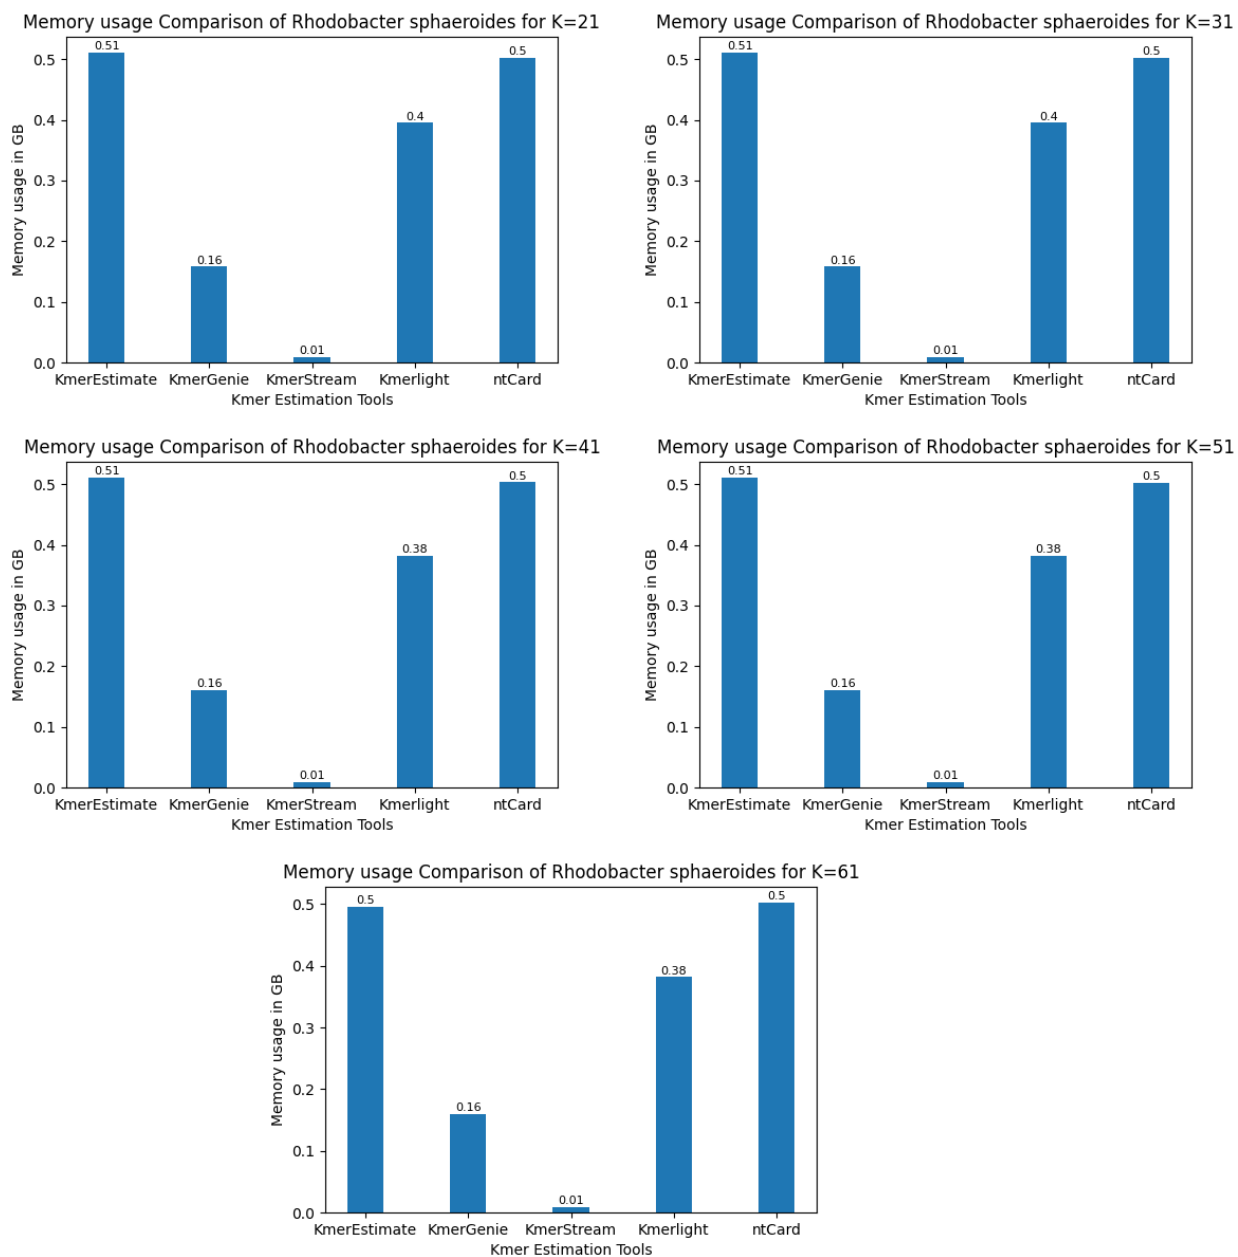 Memory usage Comparison of Rhodobacter sphaeroides for K=21
0.51
0.16
0.01
0.4
0.5
0.5
0.4
0.3
0.2
0.1
0.0
Memory usage in GB
KmerEstimate KmerGenie KmerStream Kmerlight ntCard
Kmer Estimation Tools
Memory usage Comparison of Rhodobacter sphaeroides for K=31
0.51
0.16
0.01
0.4
0.5
0.5
0.4
0.3
0.2
0.1
0.0
Memory usage in GB
KmerEstimate KmerGenie KmerStream Kmerlight ntCard
Kmer Estimation Tools
Memory usage Comparison of Rhodobacter sphaeroides for K=41
0.51
0.16
0.01
0.38
0.5
0.5
0.4
0.3
0.2
0.1
0.0
Memory usage in GB
KmerEstimate KmerGenie KmerStream Kmerlight ntCard
Kmer Estimation Tools
Memory usage Comparison of Rhodobacter sphaeroides for K=51
0.51
0.16
0.01
0.38
0.5
0.5
0.4
0.3
0.2
0.1
0.0
Memory usage in GB
KmerEstimate KmerGenie KmerStream Kmerlight ntCard
Kmer Estimation Tools
Memory usage Comparison of Rhodobacter sphaeroides for K=61
0.5
0.16
0.01
0.38
0.5
0.5
0.4
0.3
0.2
0.1
0.0
Memory usage in GB
KmerEstimate KmerGenie KmerStream Kmerlight ntCard
Kmer Estimation Tools